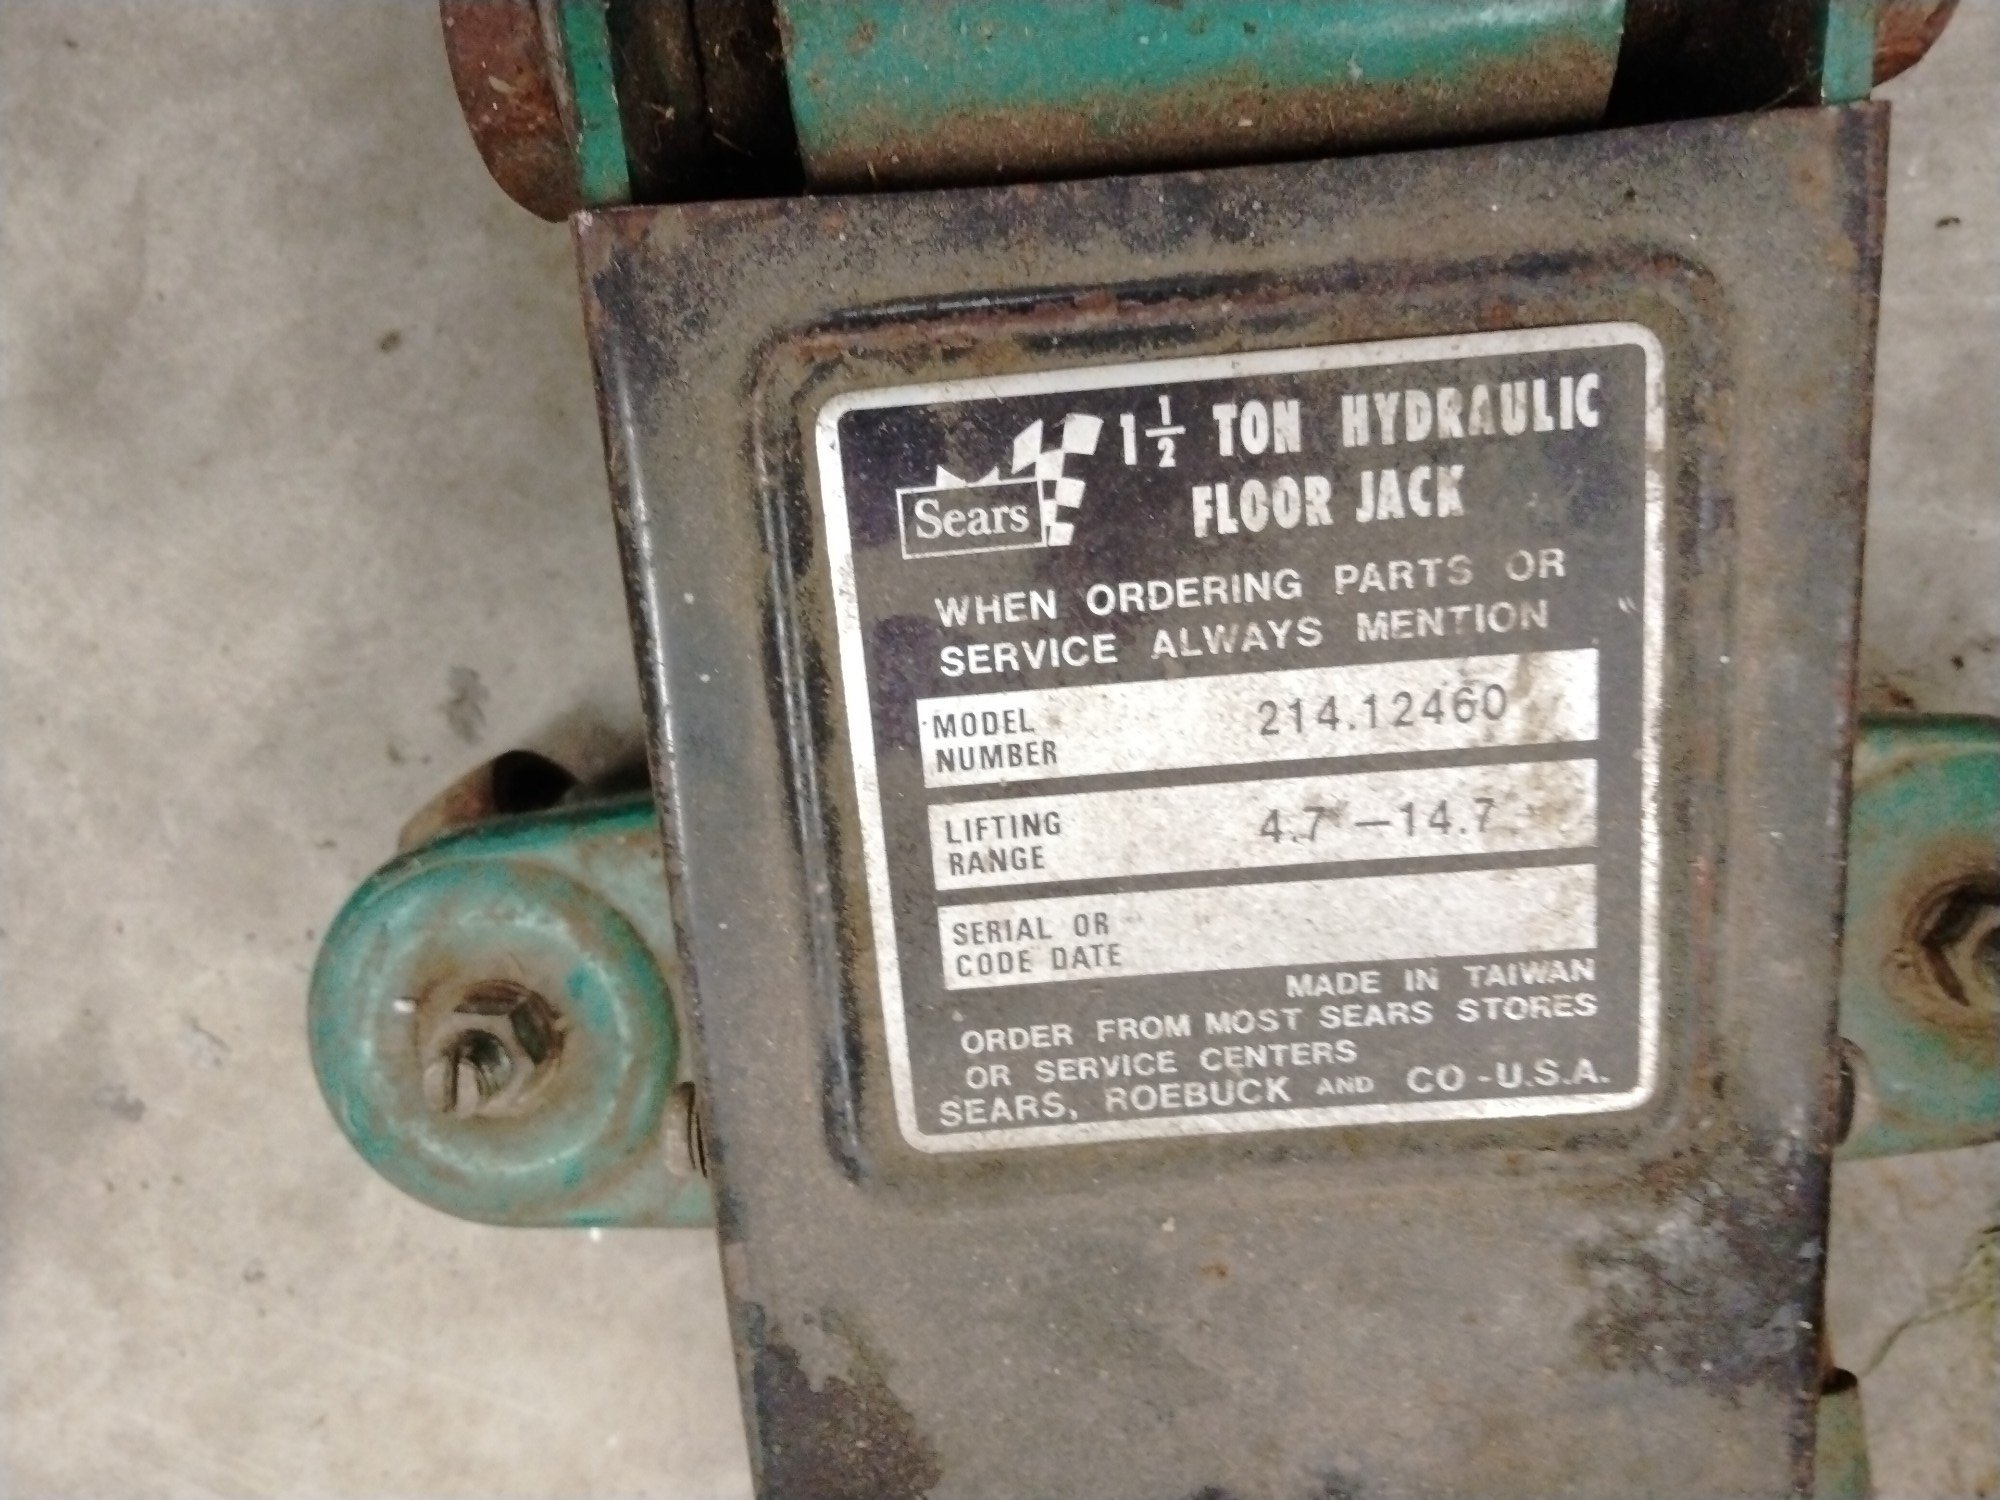 Sears
1 1/2 TON HYDRAULIC
FLOOR JACK
WHEN ORDERING PARTS OR
SERVICE ALWAYS MENTION
MODEL
NUMBER
214.12460
LIFTING
RANGE
4.7 -14.7
SERIAL OR
CODE DATE
MADE IN TAIWAN
ORDER FROM MOST SEARS STORES
OR SERVICE CENTERS
SEARS, ROEBUCK AND CO -U.S.A.